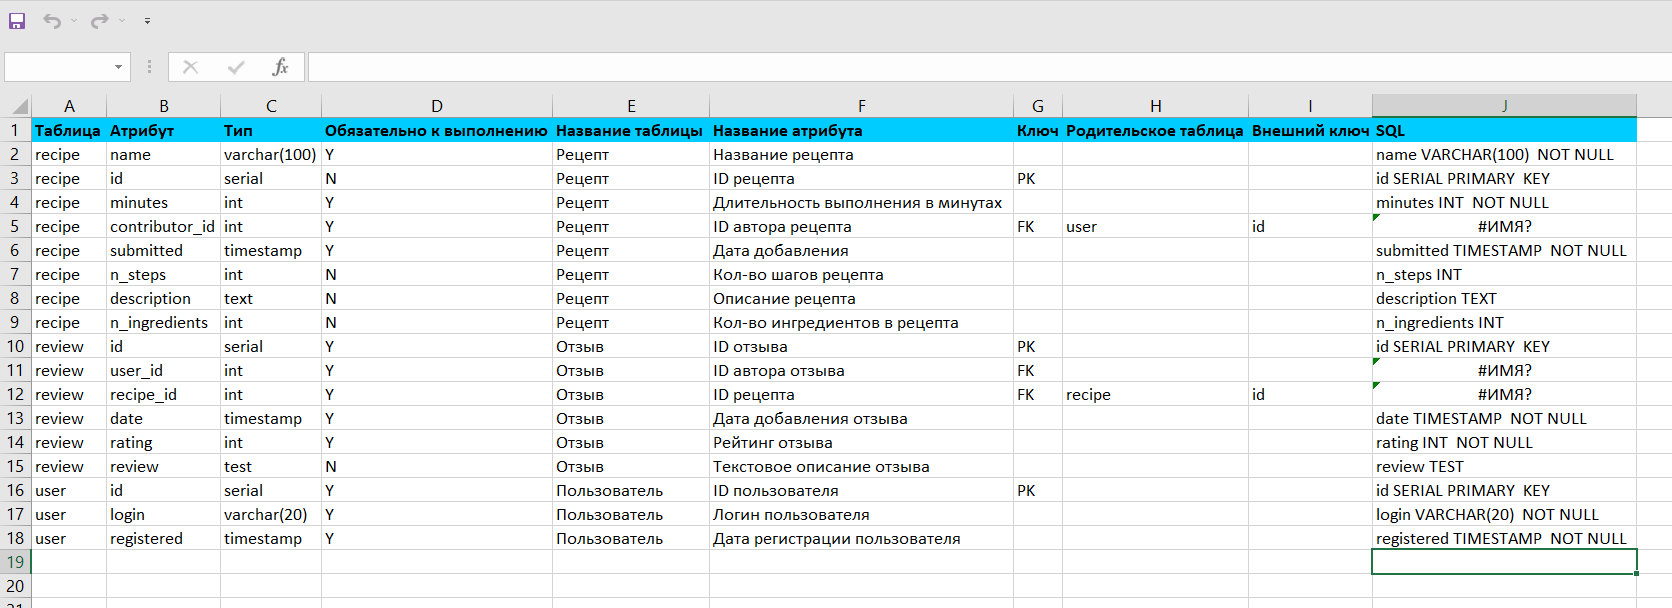 fx
A B C D E F G H I J
1 Таблица Атрибут Тип Обязательно к выполнению Название таблицы Название атрибута Ключ Родительское таблица Внешний ключ SQL
2 recipe name varchar(100) Y Рецепт Название рецепта name VARCHAR(100) NOT NULL
3 recipe id serial N Рецепт ID рецепта PK id SERIAL PRIMARY KEY
4 recipe minutes int Y Рецепт Длительность выполнения в минутах minutes INT NOT NULL
5 recipe contributor_id int Y Рецепт ID автора рецепта FK user id #ИМЯ?
6 recipe submitted timestamp Y Рецепт Дата добавления submitted TIMESTAMP NOT NULL
7 recipe n_steps int N Рецепт Кол-во шагов рецепта n_steps INT
8 recipe description text N Рецепт Описание рецепта description TEXT
9 recipe n_ingredients int N Рецепт Кол-во ингредиентов в рецепта n_ingredients INT
10 review id serial Y Отзыв ID отзыва PK id SERIAL PRIMARY KEY
11 review user_id int Y Отзыв ID автора отзыва FK #ИМЯ?
12 review recipe_id int Y Отзыв ID рецепта FK recipe id #ИМЯ?
13 review date timestamp Y Отзыв Дата добавления отзыва date TIMESTAMP NOT NULL
14 review rating int Y Отзыв Рейтинг отзыва rating INT NOT NULL
15 review review test N Отзыв Текстовое описание отзыва review TEST
16 user id serial Y Пользователь ID пользователя PK id SERIAL PRIMARY KEY
17 user login varchar(20) Y Пользователь Логин пользователя login VARCHAR(20) NOT NULL
18 user registered timestamp Y Пользователь Дата регистрации пользователя registered TIMESTAMP NOT NULL
19
20